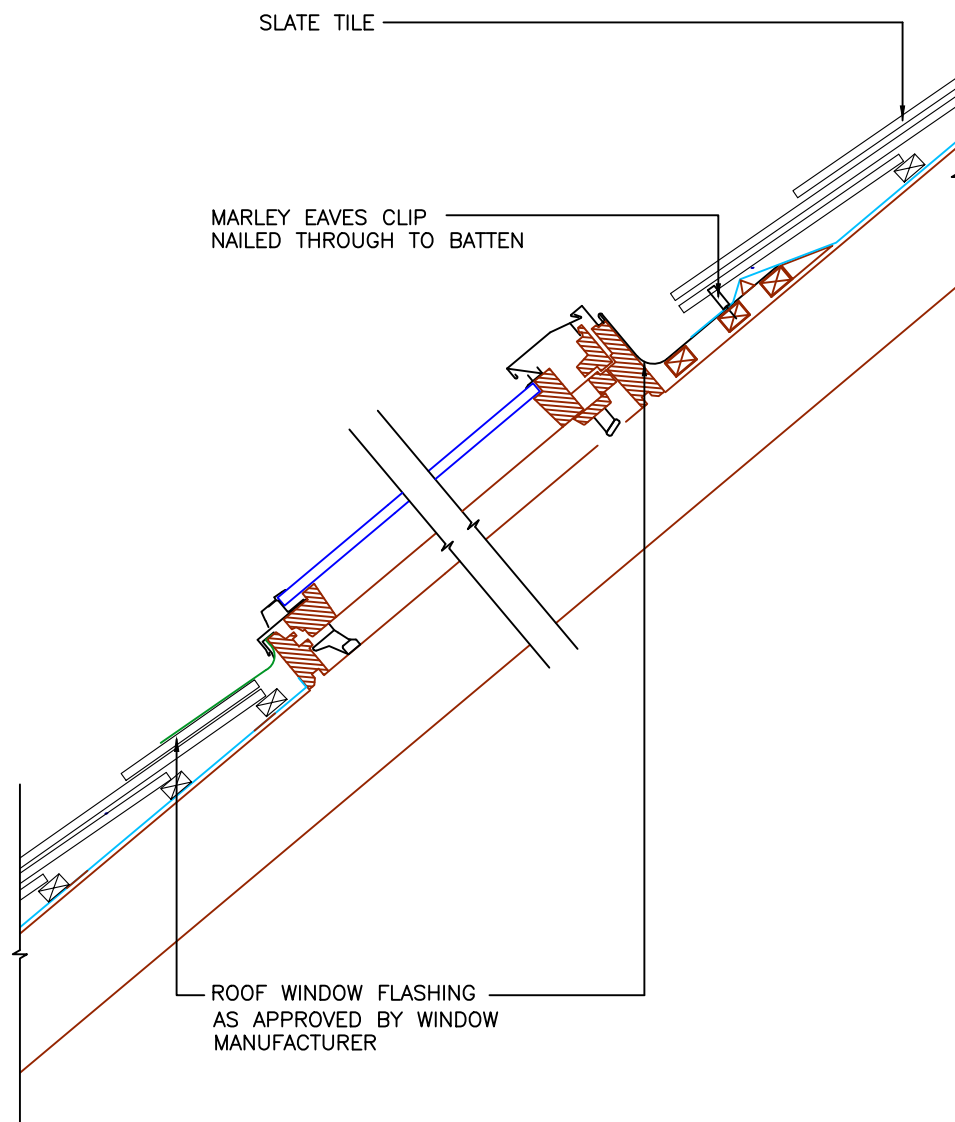 SLATE TILE
MARLEY EAVES CLIP
NAILED THROUGH TO BATTEN
ROOF WINDOW FLASHING
AS APPROVED BY WINDOW
MANUFACTURER